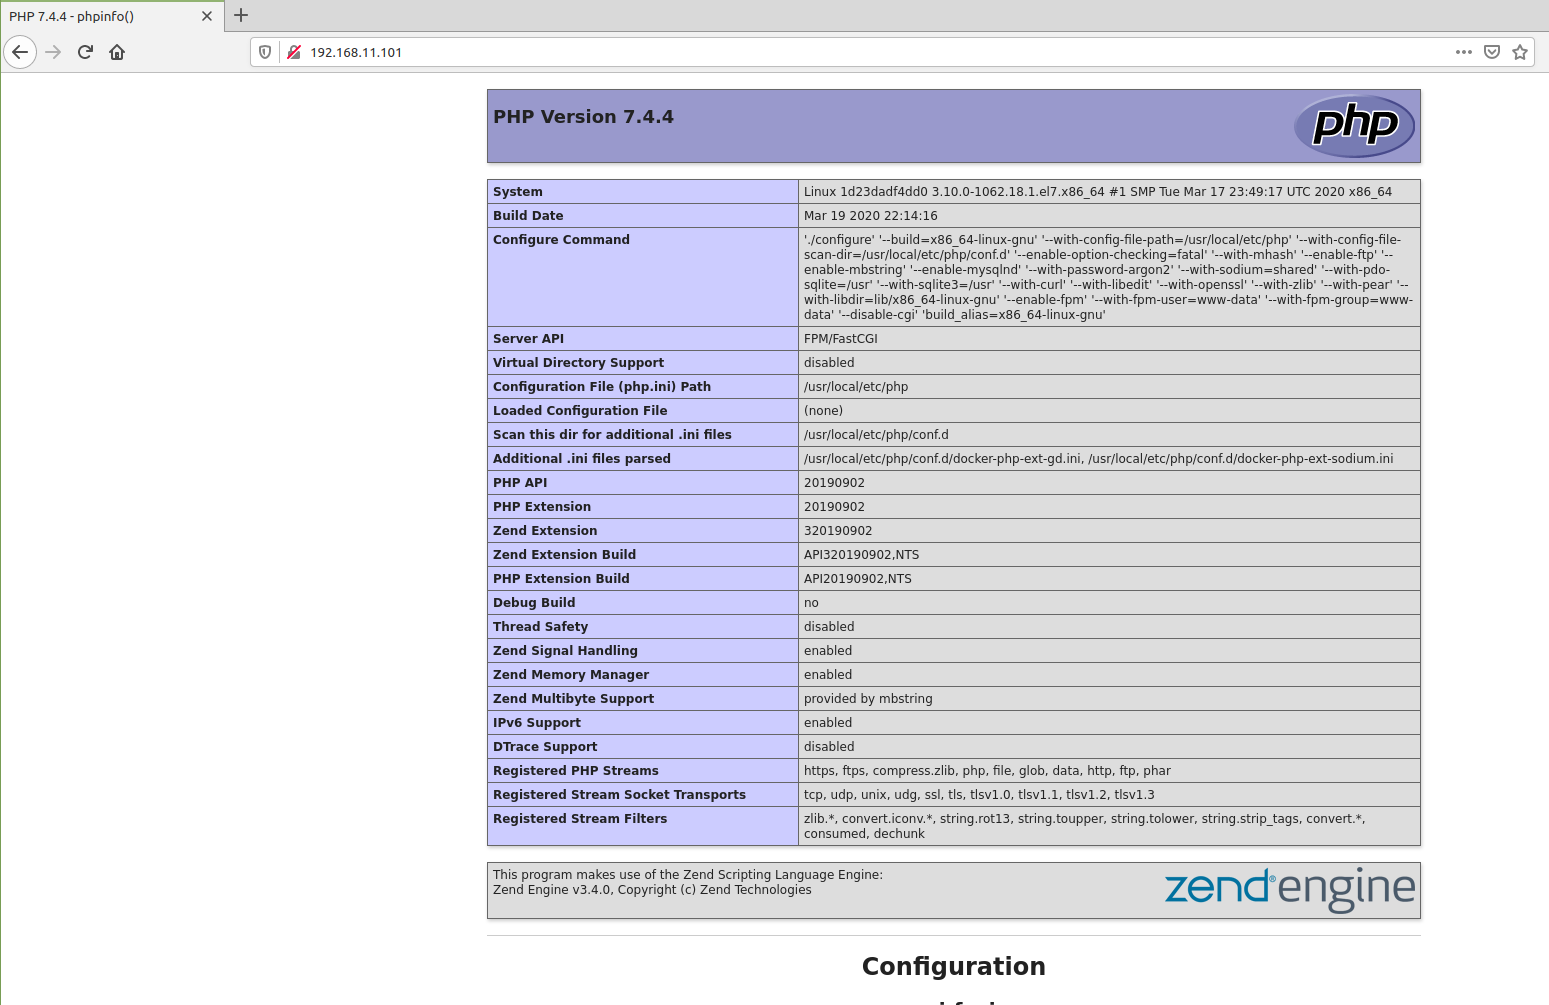 PHP 7.4.4 - phpinfo()
192.168.11.101
PHP Version 7.4.4
php
System Linux 1d23dadf4dd0 3.10.0-1062.18.1.el7.x86_64 #1 SMP Tue Mar 17 23:49:17 UTC 2020 x86_64
Build Date Mar 19 2020 22:14:16
Configure Command './configure' '--build=x86_64-linux-gnu' '--with-config-file-path=/usr/local/etc/php' '--with-config-file-
scan-dir=/usr/local/etc/php/conf.d' '--enable-option-checking=fatal' '--with-mhash' '--enable-ftp' '--
enable-mbstring' '--enable-mysqlnd' '--with-password-argon2' '--with-sodium=shared' '--with-pdo-
sqlite=/usr' '--with-sqlite3=/usr' '--with-curl' '--with-libedit' '--with-openssl' '--with-zlib' '--with-pear' '--
with-libdir=lib/x86_64-linux-gnu' '--enable-fpm' '--with-fpm-user=www-data' '--with-fpm-group=www-
data' '--disable-cgi' 'build_alias=x86_64-linux-gnu'
Server API FPM/FastCGI
Virtual Directory Support disabled
Configuration File (php.ini) Path /usr/local/etc/php
Loaded Configuration File (none)
Scan this dir for additional .ini files /usr/local/etc/php/conf.d
Additional .ini files parsed /usr/local/etc/php/conf.d/docker-php-ext-gd.ini, /usr/local/etc/php/conf.d/docker-php-ext-sodium.ini
PHP API 20190902
PHP Extension 20190902
Zend Extension 320190902
Zend Extension Build API320190902,NTS
PHP Extension Build API20190902,NTS
Debug Build no
Thread Safety disabled
Zend Signal Handling enabled
Zend Memory Manager enabled
Zend Multibyte Support provided by mbstring
IPv6 Support enabled
DTrace Support disabled
Registered PHP Streams https, ftps, compress.zlib, php, file, glob, data, http, ftp, phar
Registered Stream Socket Transports tcp, udp, unix, udg, ssl, tls, tlsv1.0, tlsv1.1, tlsv1.2, tlsv1.3
Registered Stream Filters zlib.*, convert.iconv.*, string.rot13, string.toupper, string.tolower, string.strip_tags, convert.*,
consumed, dechunk
This program makes use of the Zend Scripting Language Engine:
Zend Engine v3.4.0, Copyright (c) Zend Technologies
zend® engine
Configuration